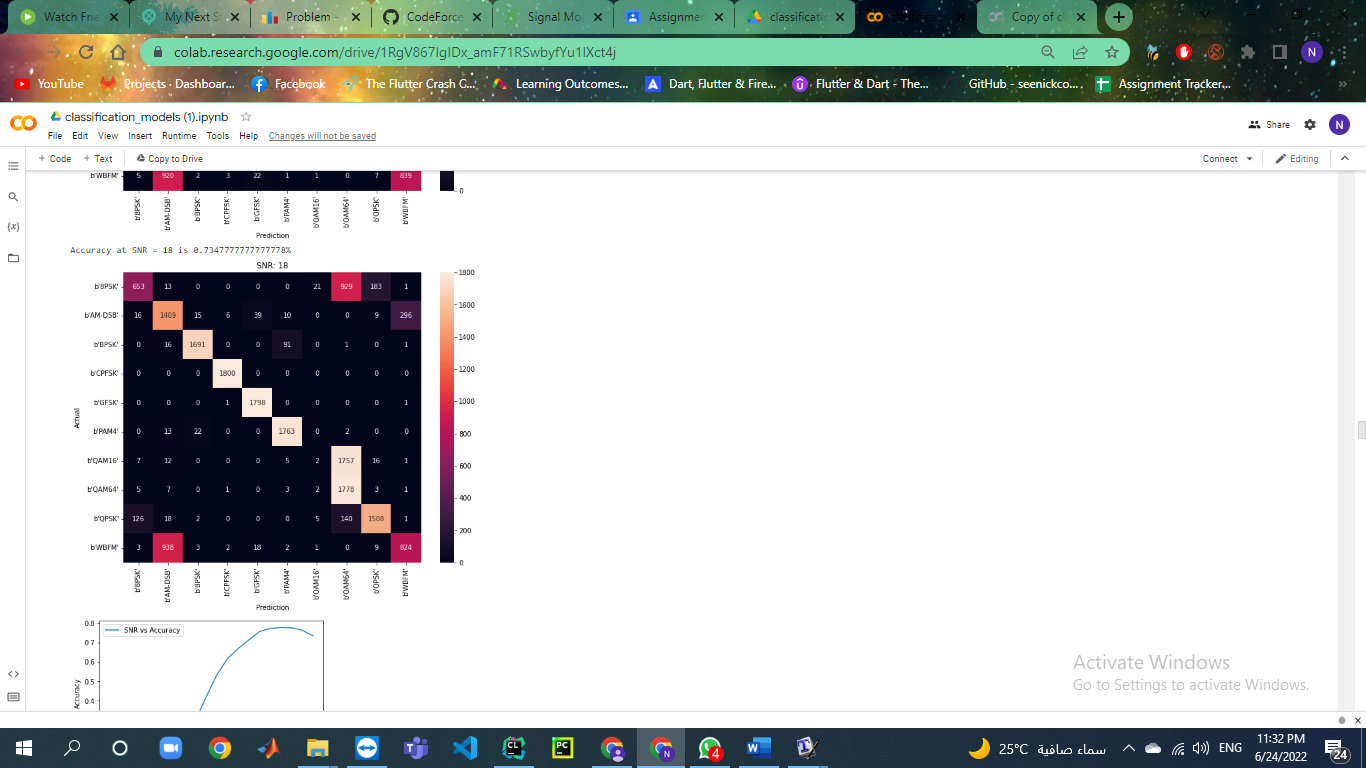 Watch Frie
My Next S
Problem -
CodeForce
Signal Mo
Assignmen
classificatio
Copy of cl
colab.research.google.com/drive/1RgV867IgIDx_amF71RSwbyfYu1IXct4j
N
YouTube
Projects · Dashboar...
Facebook
The Flutter Crash C...
Learning Outcomes...
Dart, Flutter & Fire...
Flutter & Dart - The...
GitHub - seenickco...
Assignment Tracker...
»
classification_models (1).ipynb
File Edit View Insert Runtime Tools Help Changes will not be saved
Share
N
+ Code + Text Copy to Drive
Connect Editing
b'WBFM' 5 920 2 3 22 1 1 0 7 839
0
b'8PSK' b'AM-DSB' b'BPSK' b'CPFSK' b'GFSK' b'PAM4' b'QAM16' b'QAM64' b'QPSK' b'WBFM'
Prediction
Accuracy at SNR = 18 is 0.7347777777777778%
SNR: 18
b'8PSK' 653 13 0 0 0 0 21 929 183 1
b'AM-DSB' 16 1409 15 6 39 10 0 0 9 296
b'BPSK' 0 16 1691 0 0 91 0 1 0 1
b'CPFSK' 0 0 0 1800 0 0 0 0 0 0
b'GFSK' 0 0 0 1 1798 0 0 0 0 1
b'PAM4' 0 13 22 0 0 1763 0 2 0 0
b'QAM16' 7 12 0 0 0 5 2 1757 16 1
b'QAM64' 5 7 0 1 0 3 2 1778 3 1
b'QPSK' 126 18 2 0 0 0 5 140 1508 1
b'WBFM' 3 938 3 2 18 2 1 0 9 824
Actual
1800
1600
1400
1200
1000
800
600
400
200
0
b'8PSK' b'AM-DSB' b'BPSK' b'CPFSK' b'GFSK' b'PAM4' b'QAM16' b'QAM64' b'QPSK' b'WBFM'
Prediction
0.8
0.7
0.6
0.5
0.4
Accuracy
SNR vs Accuracy
Activate Windows
Go to Settings to activate Windows.
CL
PC
N
4
25°C سماء صافية
ENG
11:32 PM
6/24/2022
24